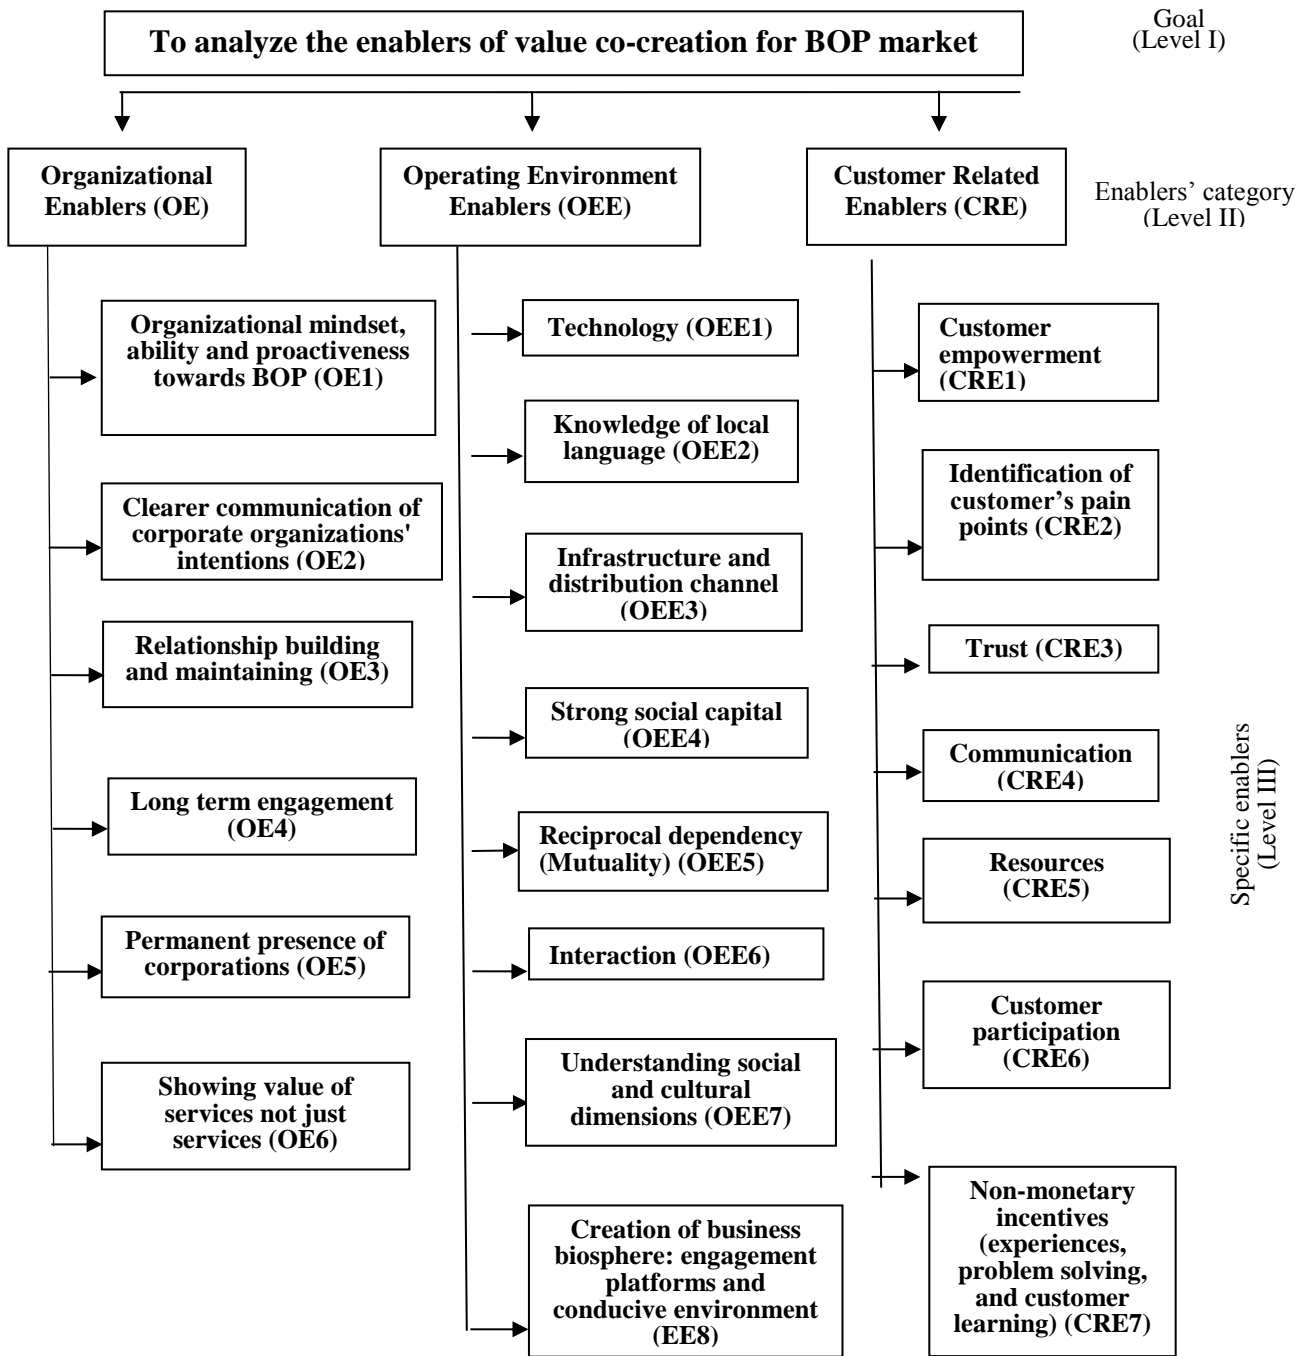 To analyze the enablers of value co-creation for BOP market
Goal
(Level I)
Organizational
Enablers (OE)
Operating Environment
Enablers (OEE)
Customer Related
Enablers (CRE)
Enablers’ category
(Level II)
Organizational mindset,
ability and proactiveness
towards BOP (OE1)
Clearer communication of
corporate organizations'
intentions (OE2)
Relationship building
and maintaining (OE3)
Long term engagement
(OE4)
Permanent presence of
corporations (OE5)
Showing value of
services not just
services (OE6)
Technology (OEE1)
Knowledge of local
language (OEE2)
Infrastructure and
distribution channel
(OEE3)
Strong social capital
(OEE4)
Reciprocal dependency
(Mutuality) (OEE5)
Interaction (OEE6)
Understanding social
and cultural
dimensions (OEE7)
Creation of business
biosphere: engagement
platforms and
conducive environment
(EE8)
Customer
empowerment
(CRE1)
Identification of
customer’s pain
points (CRE2)
Trust (CRE3)
Communication
(CRE4)
Resources
(CRE5)
Customer
participation
(CRE6)
Non-monetary
incentives
(experiences,
problem solving,
and customer
learning) (CRE7)
Specific enablers
(Level III)